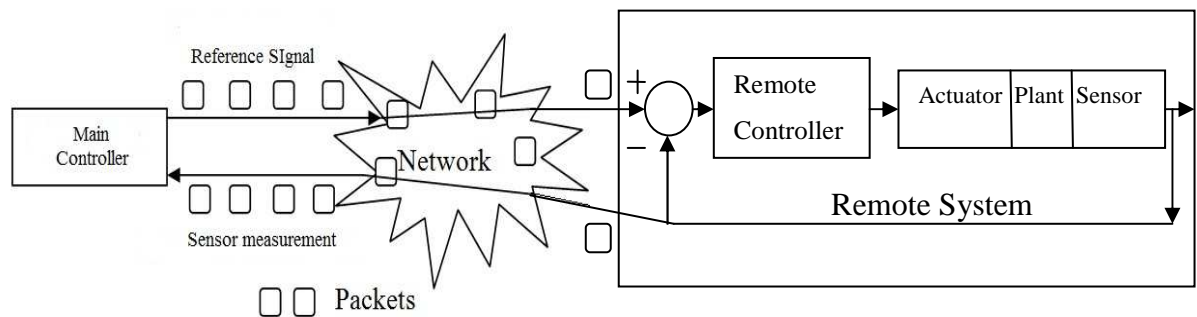 Reference SIgnal
Main
Controller
Network
Sensor measurement
Packets
+
−
Remote
Controller
Actuator Plant Sensor
Remote System